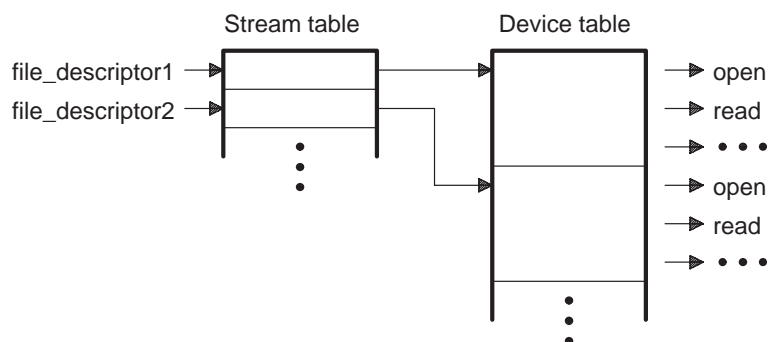 Stream table
Device table
file_descriptor1
open
file_descriptor2
read
• • •
open
read
• • •